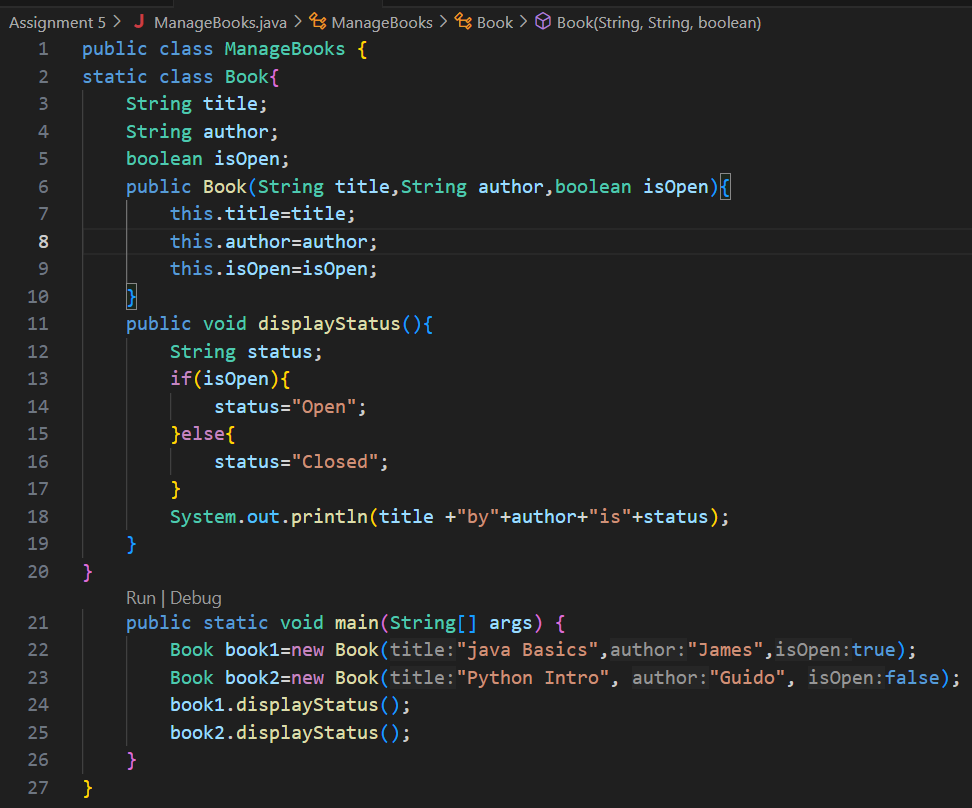 Assignment 5 > J ManageBooks.java > ManageBooks > Book > Book(String, String, boolean)
1 public class ManageBooks {
2 static class Book{
3     String title;
4     String author;
5     boolean isOpen;
6     public Book(String title,String author,boolean isOpen){
7         this.title=title;
8         this.author=author;
9         this.isOpen=isOpen;
10     }
11     public void displayStatus(){
12         String status;
13         if(isOpen){
14             status="Open";
15         }else{
16             status="Closed";
17         }
18         System.out.println(title +"by"+author+"is"+status);
19     }
20 }
Run | Debug
21     public static void main(String[] args) {
22         Book book1=new Book(title:"java Basics",author:"James",isOpen:true);
23         Book book2=new Book(title:"Python Intro", author:"Guido", isOpen:false);
24         book1.displayStatus();
25         book2.displayStatus();
26     }
27 }